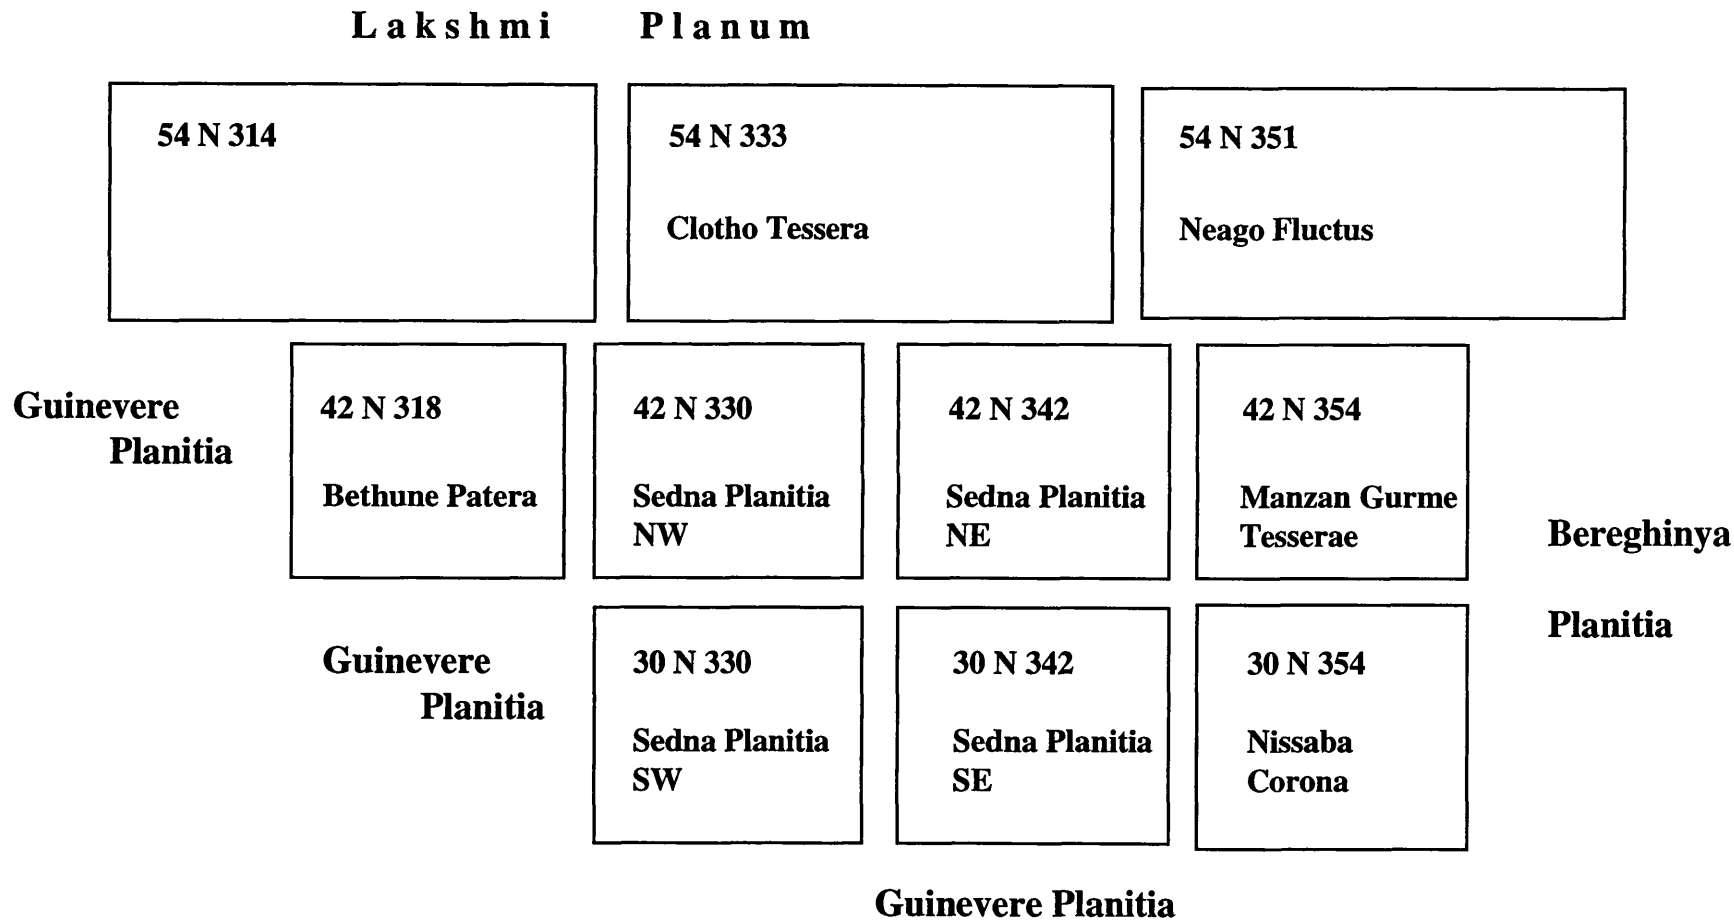 Lakshmi Planum
54 N 314
54 N 333
54 N 351
Clotho Tessera
Neago Fluctus
Guinevere
Planitia
42 N 318
42 N 330
42 N 342
42 N 354
Bethune Patera
Sedna Planitia
NW
Sedna Planitia
NE
Manzan Gurme
Tesserae
Bereghinya
Planitia
Guinevere
Planitia
30 N 330
30 N 342
30 N 354
Sedna Planitia
SW
Sedna Planitia
SE
Nissaba
Corona
Guinevere Planitia